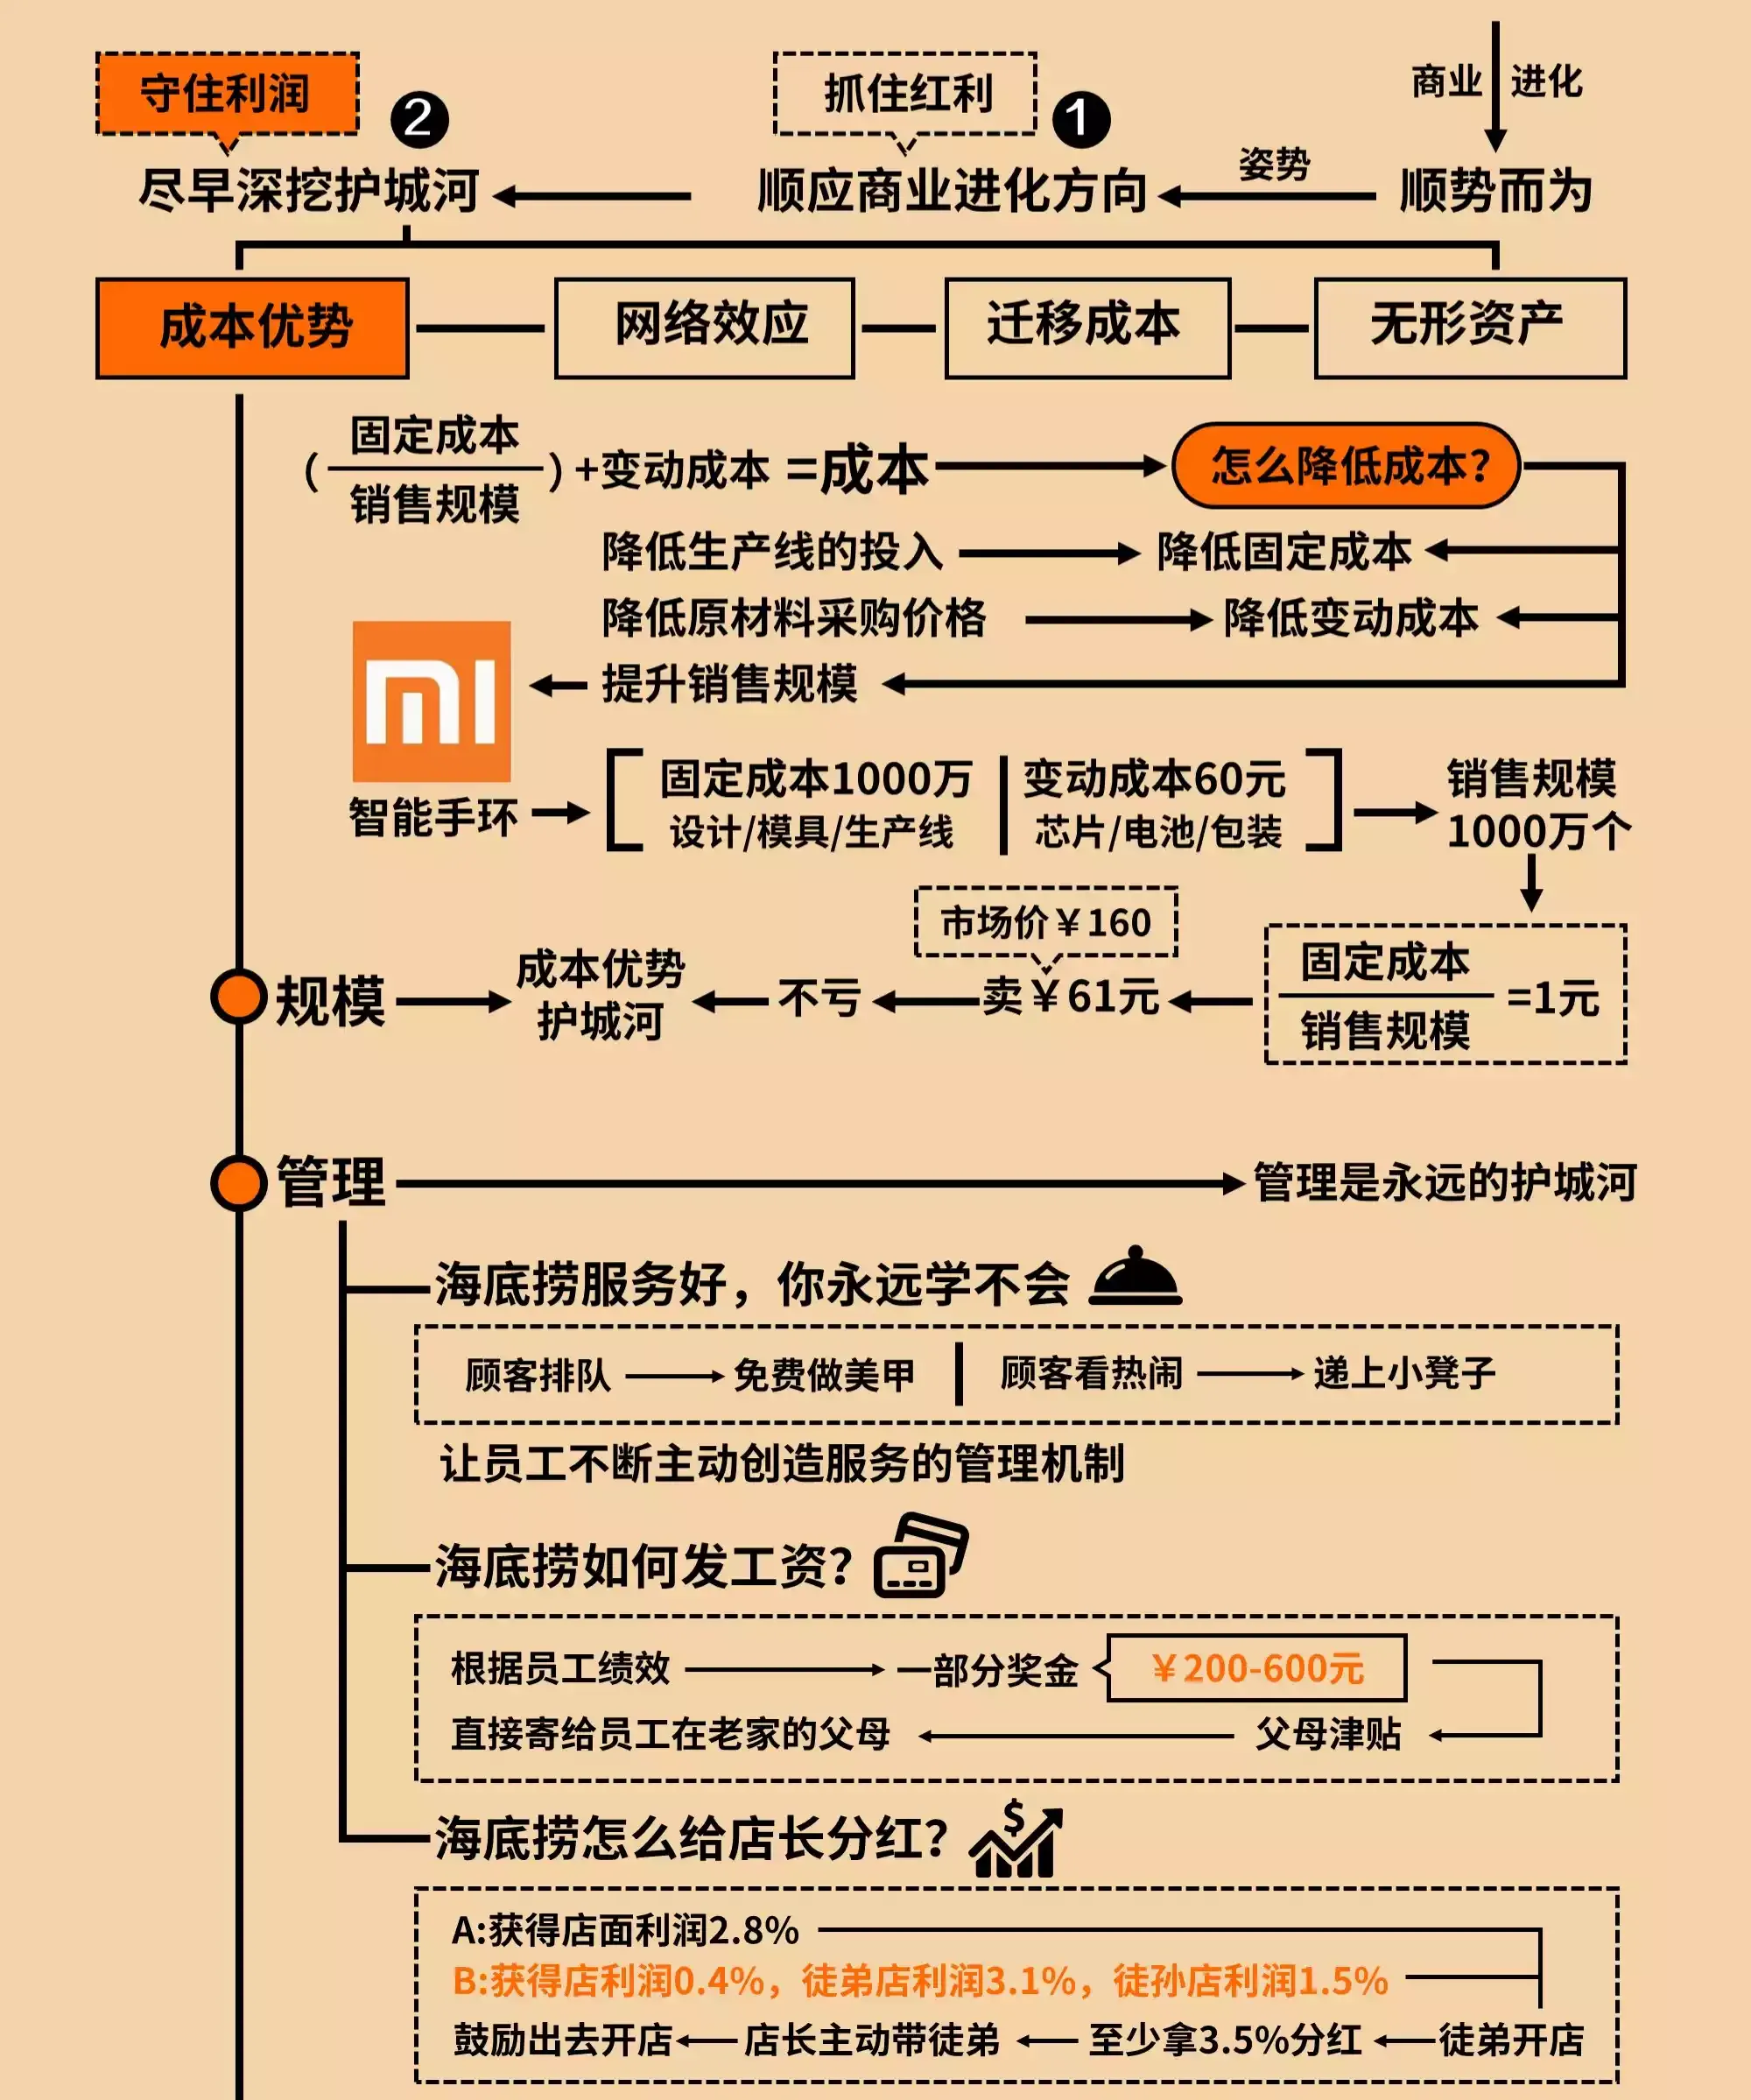 商业 进化
守住利润
2
抓住红利
1
尽早深挖护城河
顺应商业进化方向
姿势
顺势而为
成本优势
网络效应
迁移成本
无形资产
(固定成本
销售规模)+变动成本 =成本
怎么降低成本？
降低生产线的投入
降低固定成本
降低原材料采购价格
降低变动成本
提升销售规模
mi
智能手环
固定成本1000万
设计/模具/生产线
变动成本60元
芯片/电池/包装
销售规模
1000万个
市场价￥160
规模
成本优势
护城河
不亏
卖￥61元
固定成本
销售规模
=1元
管理
管理是永远的护城河
海底捞服务好，你永远学不会
顾客排队
免费做美甲
顾客看热闹
递上小凳子
让员工不断主动创造服务的管理机制
海底捞如何发工资？
根据员工绩效
一部分奖金
￥200-600元
直接寄给员工在老家的父母
父母津贴
海底捞怎么给店长分红？
$
A:获得店面利润2.8%
B:获得店利润0.4%，徒弟店利润3.1%，徒孙店利润1.5%
鼓励出去开店
店长主动带徒弟
至少拿3.5%分红
徒弟开店